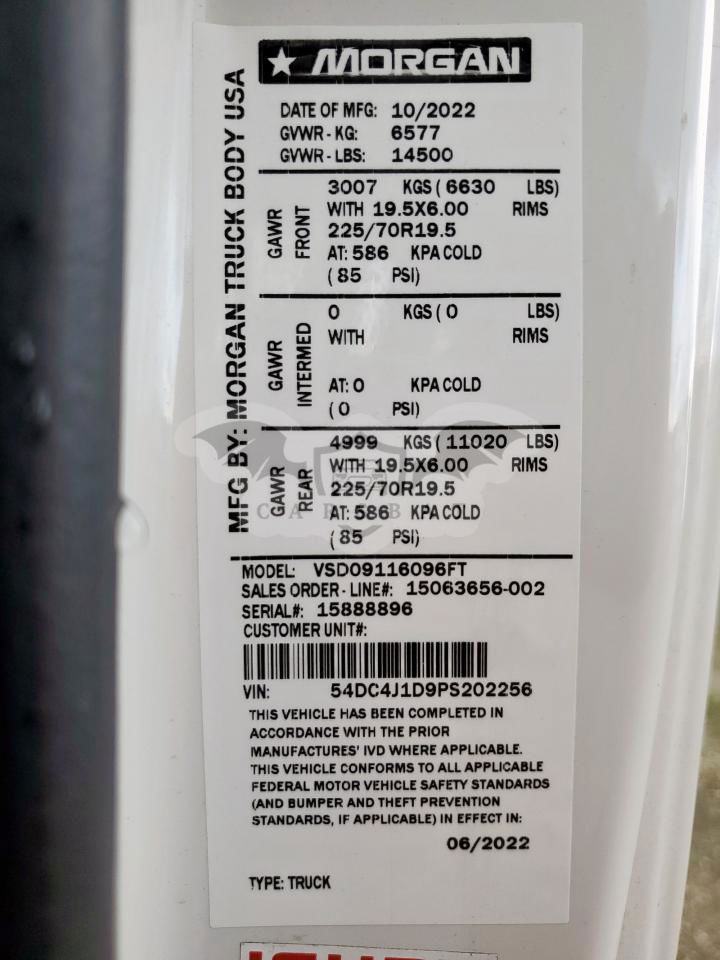 MORGAN
MFG BY: MORGAN TRUCK BODY USA
DATE OF MFG: 10/2022
GVWR - KG: 6577
GVWR - LBS: 14500
GAWR FRONT
3007 KGS ( 6630 LBS)
WITH 19.5X6.00 RIMS
225/70R19.5
AT: 586 KPA COLD
( 85 PSI)
GAWR INTERMED
0 KGS ( 0 LBS)
WITH RIMS
AT: 0 KPA COLD
( 0 PSI)
GAWR REAR
4999 KGS ( 11020 LBS)
WITH 19.5X6.00 RIMS
225/70R19.5
AT: 586 KPA COLD
( 85 PSI)
MODEL: VSD09116096FT
SALES ORDER - LINE#: 15063656-002
SERIAL#: 15888896
CUSTOMER UNIT#:
VIN: 54DC4J1D9PS202256
THIS VEHICLE HAS BEEN COMPLETED IN
ACCORDANCE WITH THE PRIOR
MANUFACTURES' IVD WHERE APPLICABLE.
THIS VEHICLE CONFORMS TO ALL APPLICABLE
FEDERAL MOTOR VEHICLE SAFETY STANDARDS
(AND BUMPER AND THEFT PREVENTION
STANDARDS, IF APPLICABLE) IN EFFECT IN:
06/2022
TYPE: TRUCK